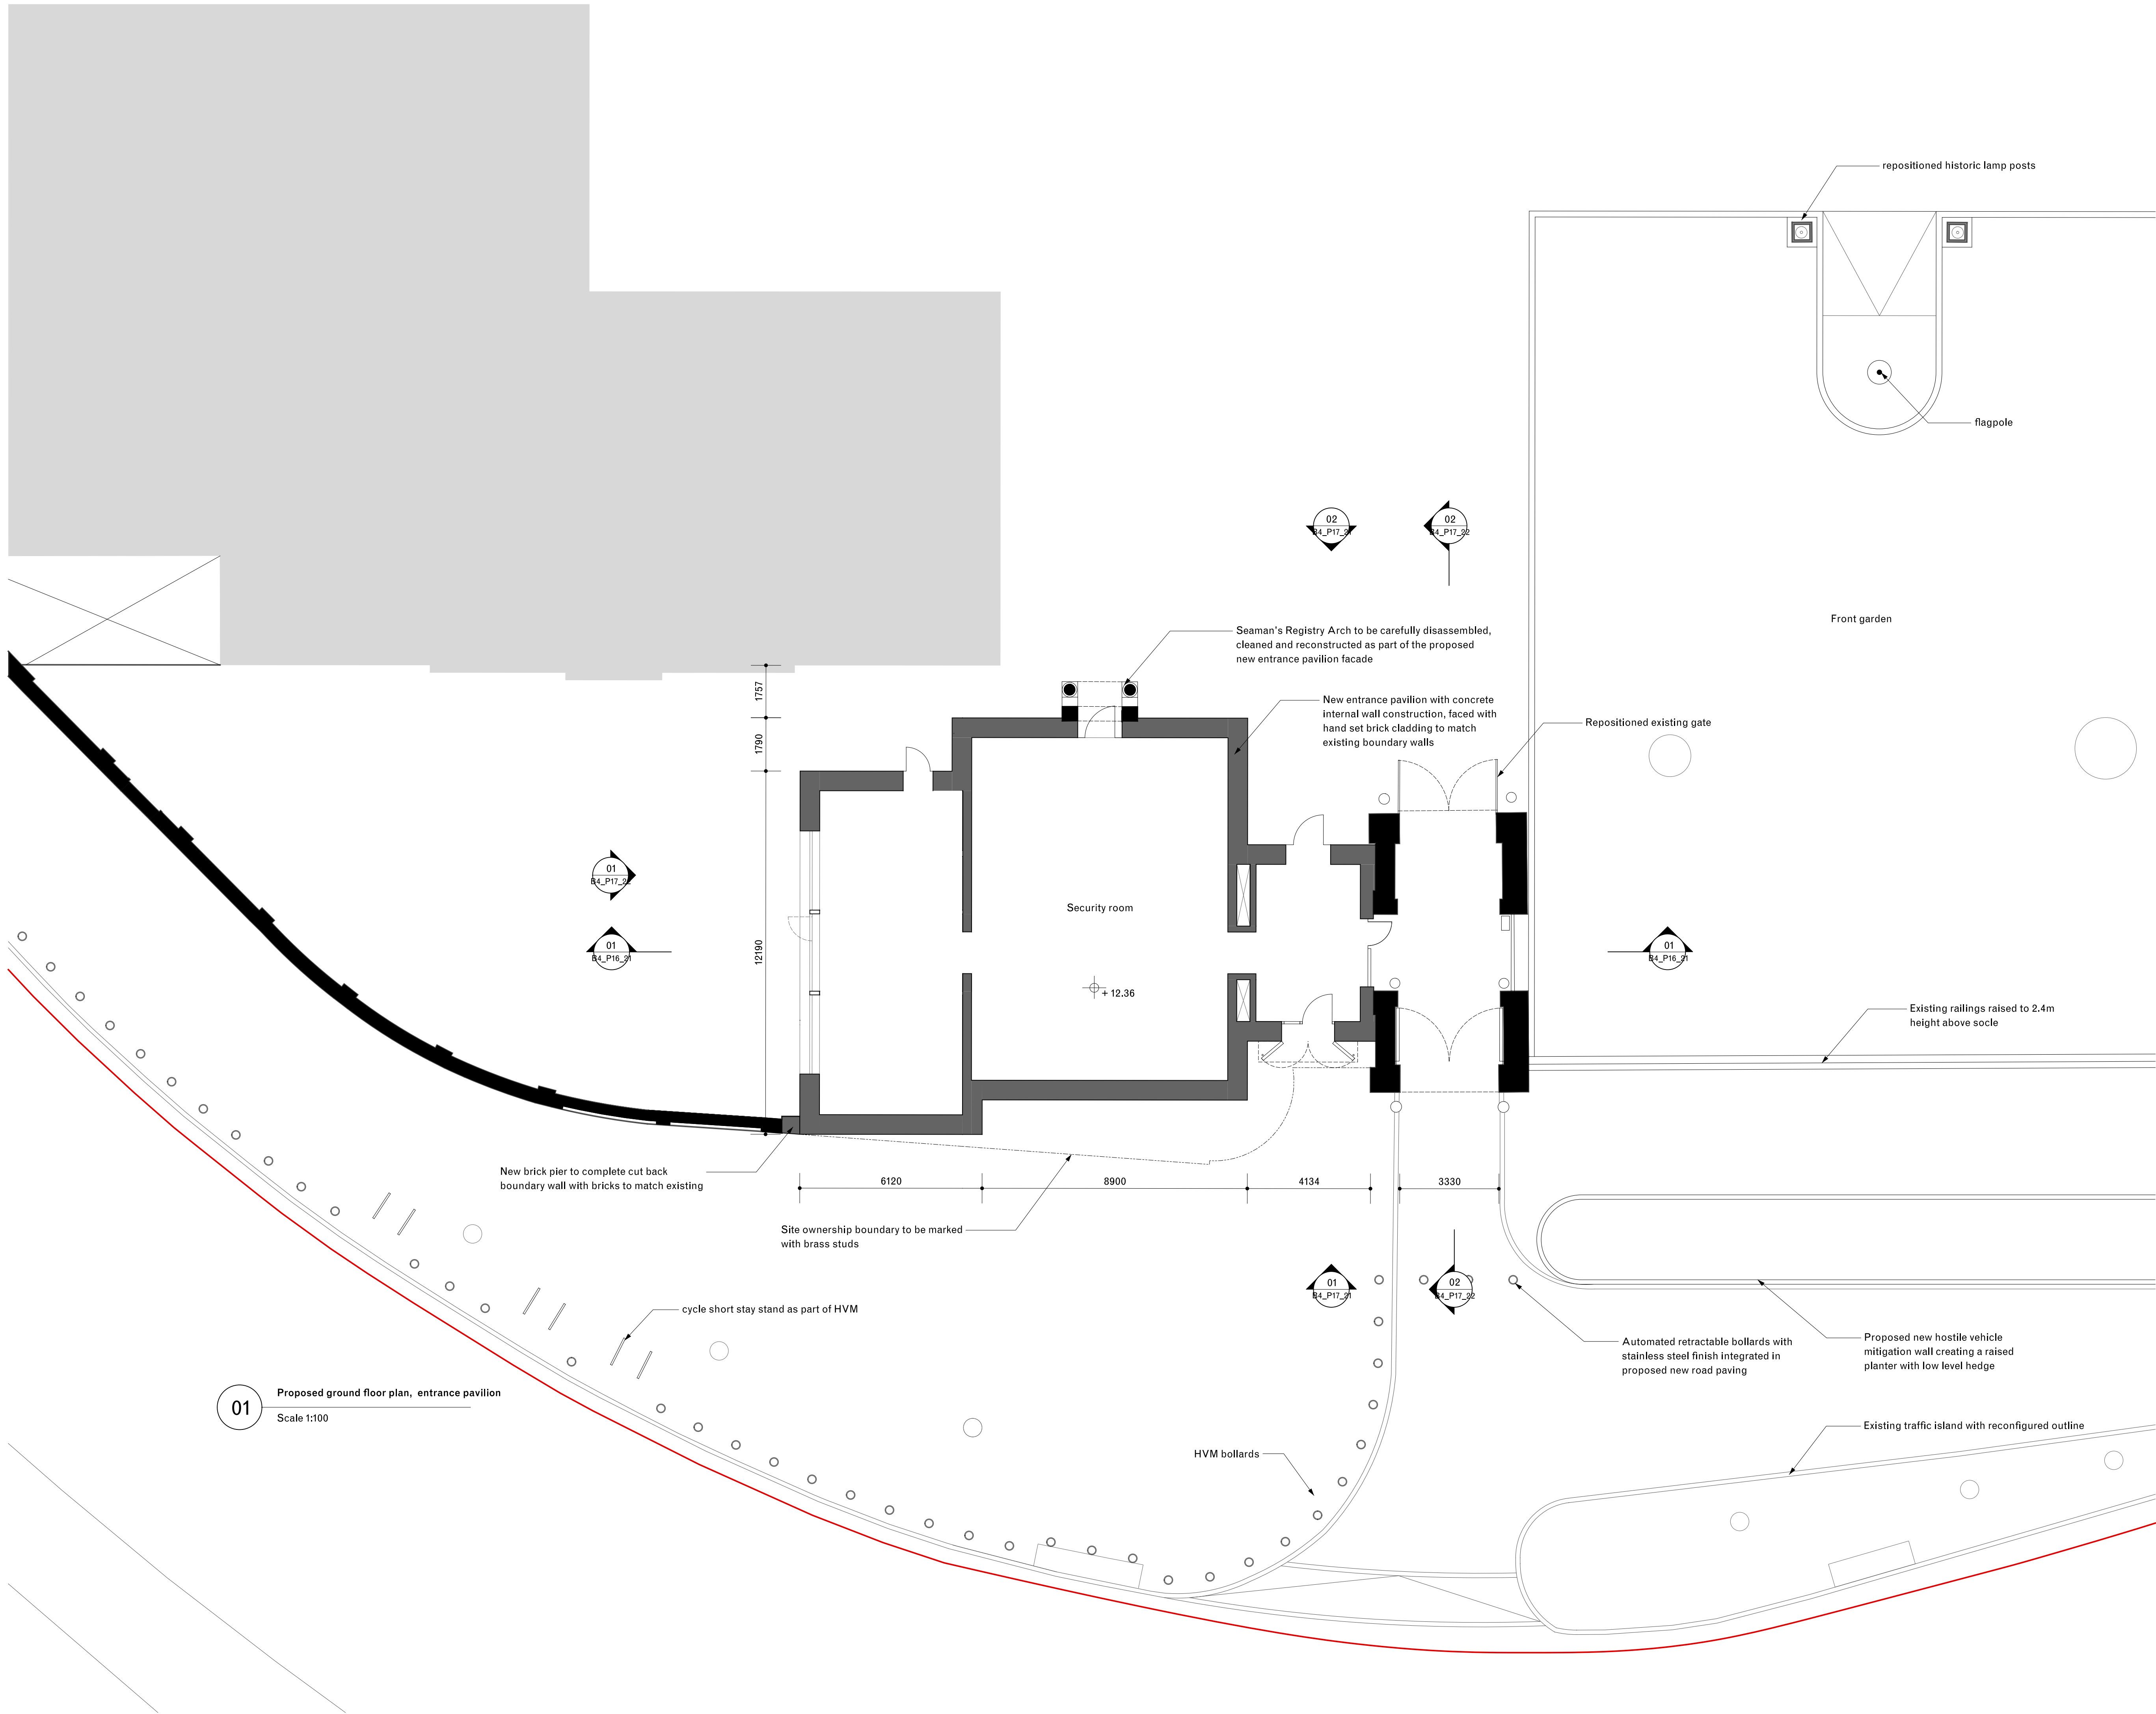 repositioned historic lamp posts
flagpole
02
B4_P17_21
02
B4_P17_22
Front garden
Seaman's Registry Arch to be carefully disassembled,
cleaned and reconstructed as part of the proposed
new entrance pavilion facade
1757
New entrance pavilion with concrete
internal wall construction, faced with
hand set brick cladding to match
existing boundary walls
Repositioned existing gate
1790
01
B4_P17_22
Security room
01
B4_P16_21
12190
01
B4_P16_21
+ 12.36
Existing railings raised to 2.4m
height above socle
New brick pier to complete cut back
boundary wall with bricks to match existing
6120
8900
4134
3330
Site ownership boundary to be marked
with brass studs
01
B4_P17_21
02
B4_P17_22
cycle short stay stand as part of HVM
Automated retractable bollards with
stainless steel finish integrated in
proposed new road paving
Proposed new hostile vehicle
mitigation wall creating a raised
planter with low level hedge
01
Proposed ground floor plan, entrance pavilion
Scale 1:100
Existing traffic island with reconfigured outline
HVM bollards